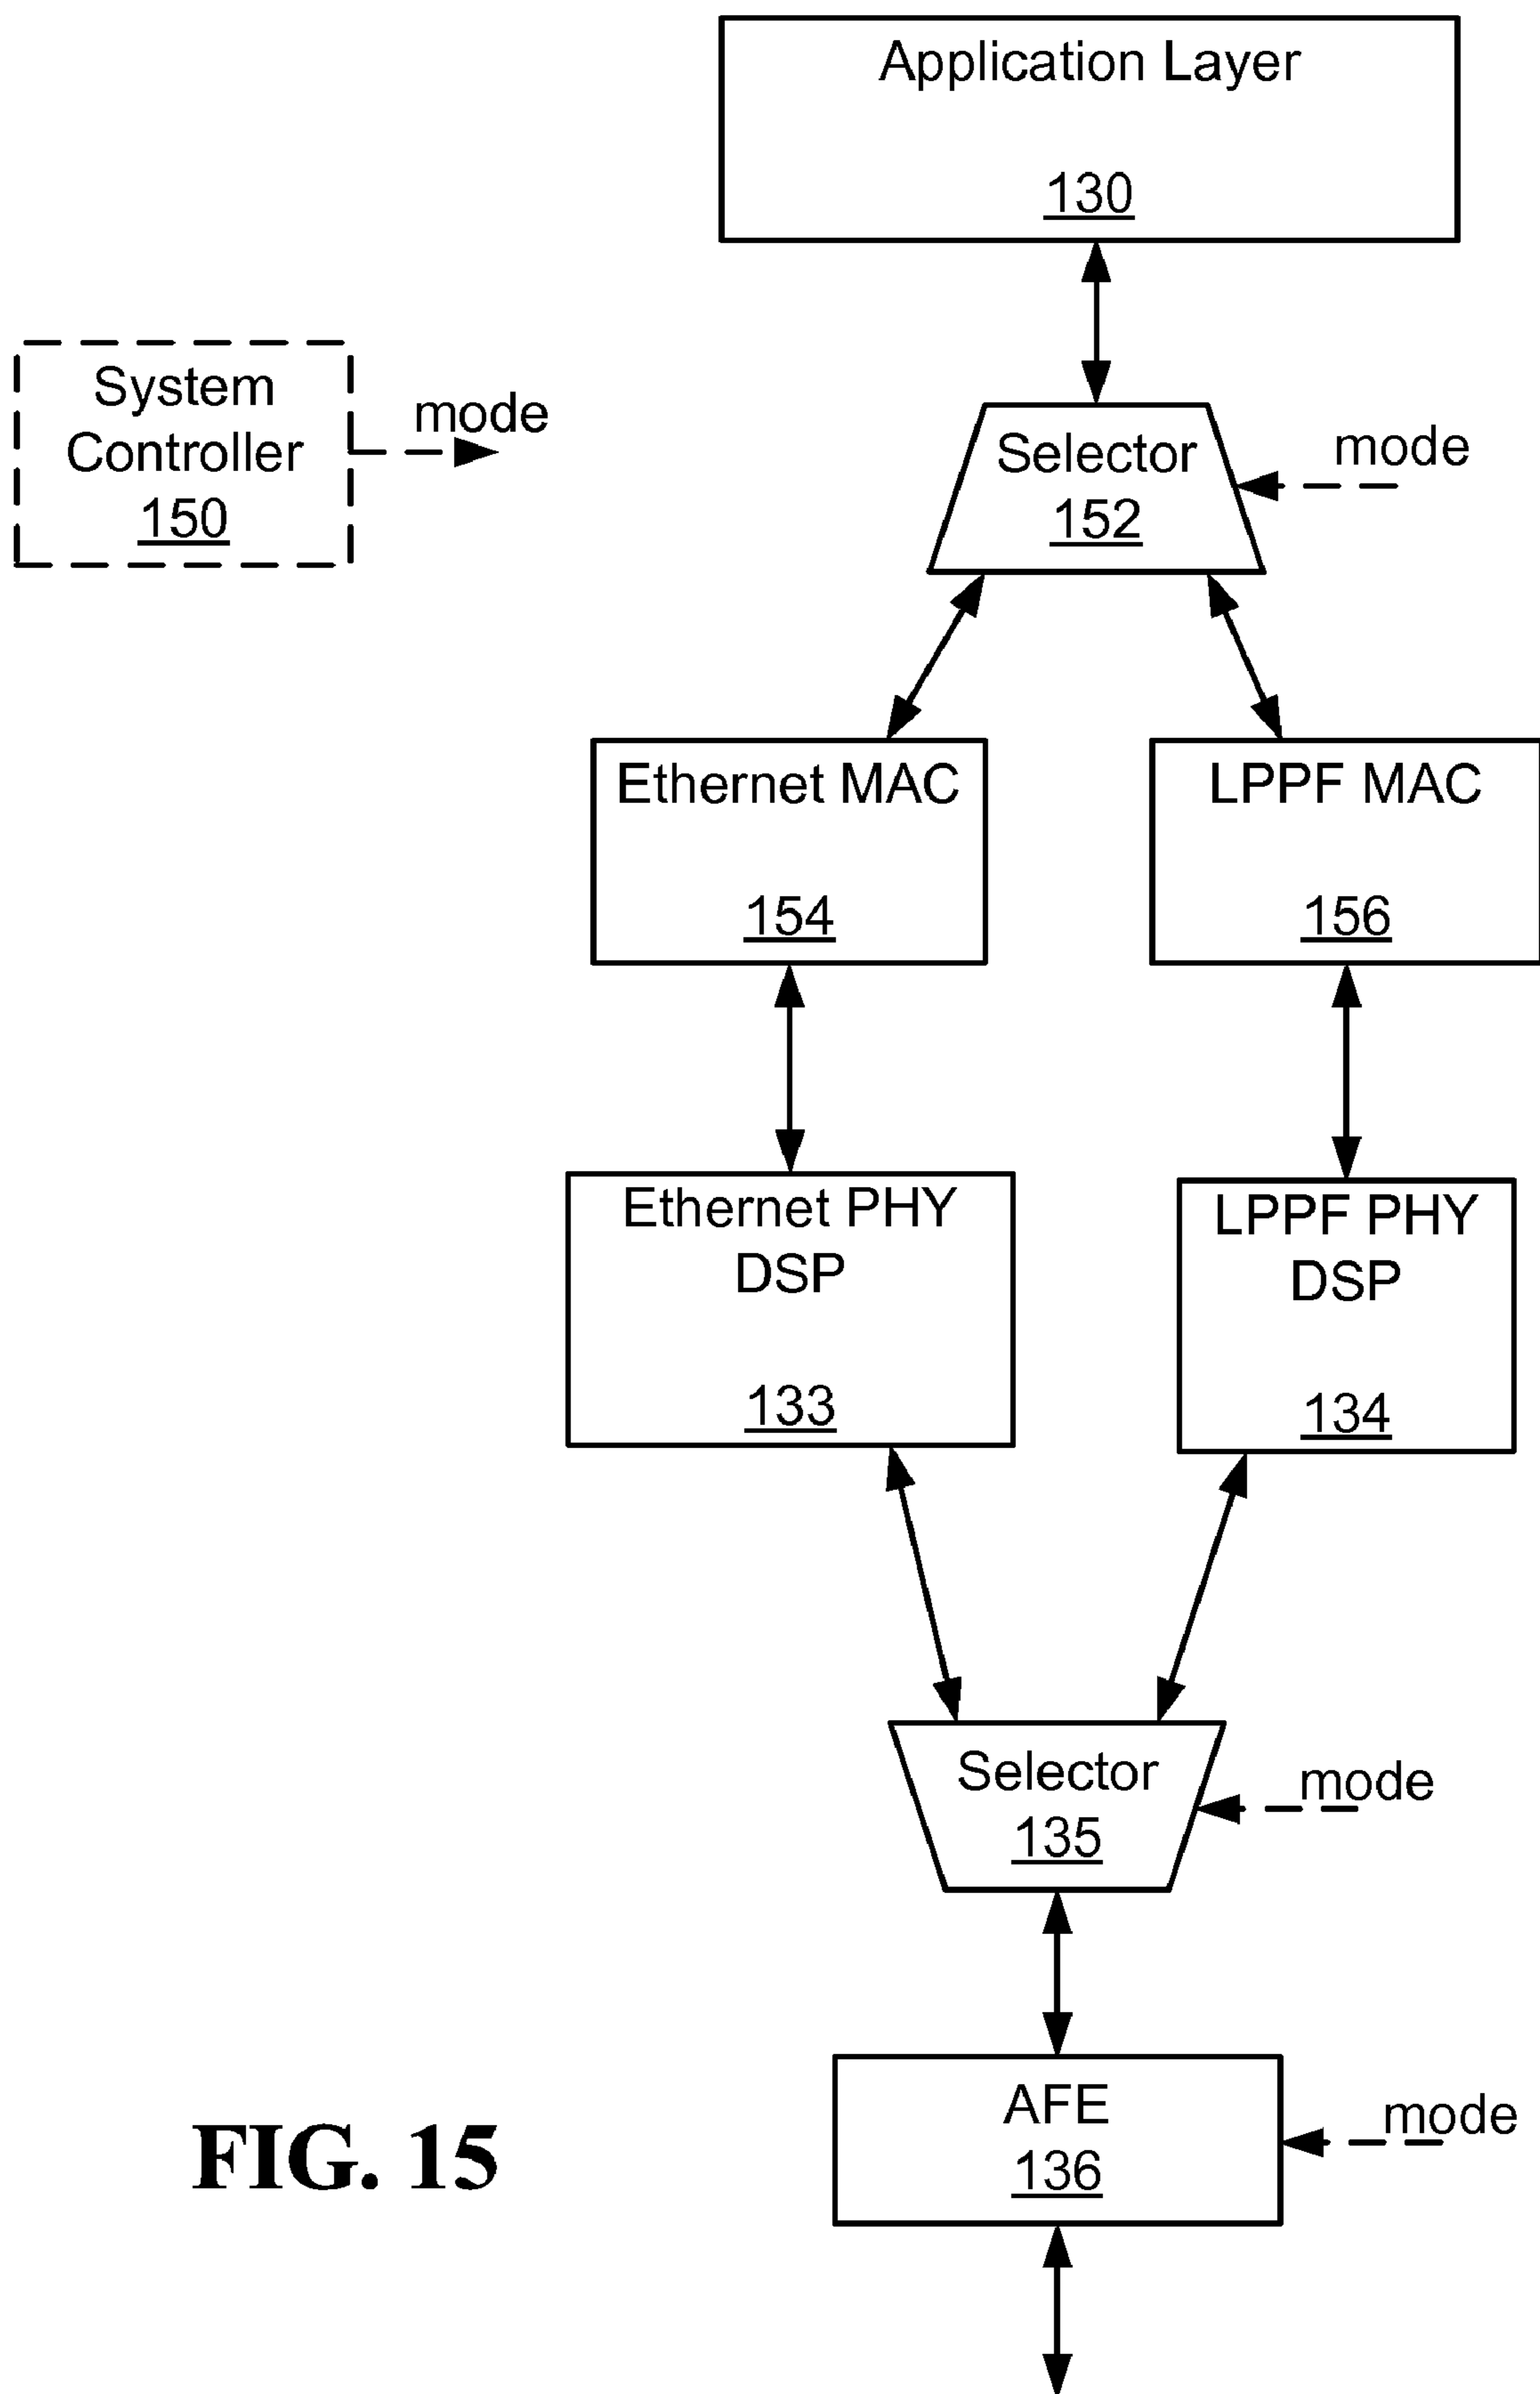 Application Layer
130
System
Controller
150
mode
Selector
152
mode
Ethernet MAC
154
LPPF MAC
156
Ethernet PHY
DSP
133
LPPF PHY
DSP
134
Selector
135
mode
AFE
136
mode
FIG. 15